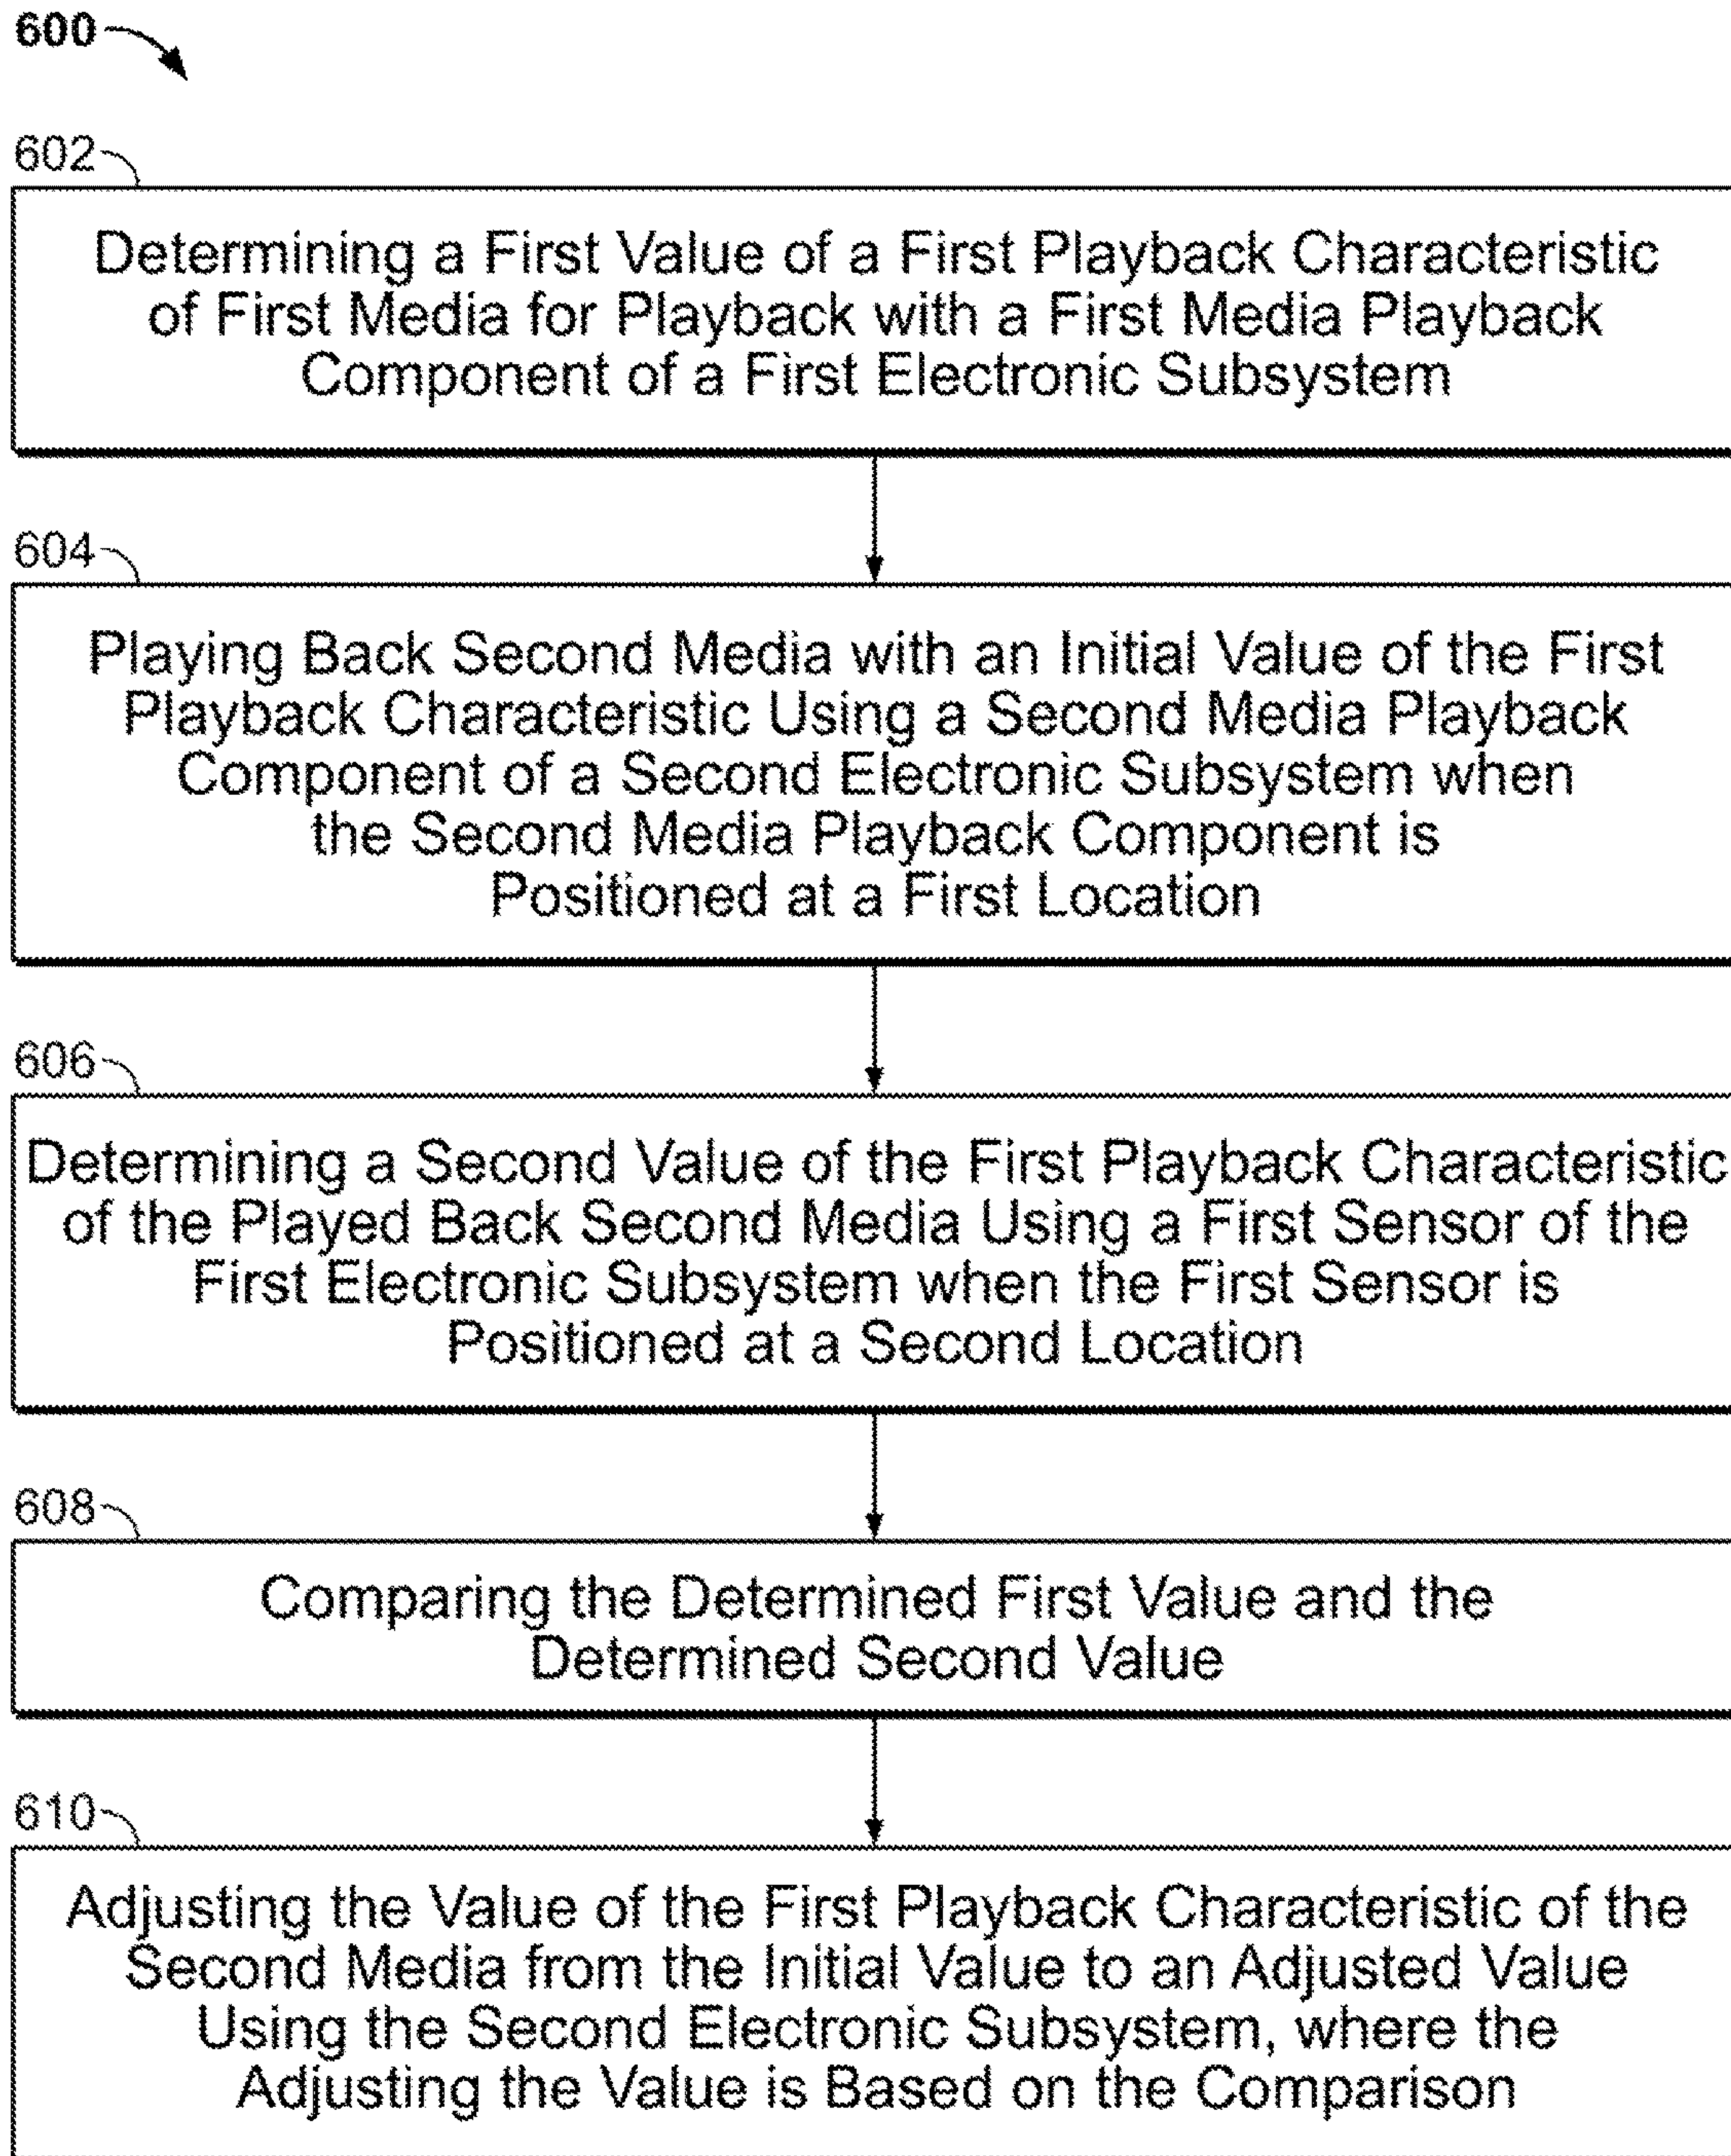 600
602
Determining a First Value of a First Playback Characteristic
of First Media for Playback with a First Media Playback
Component of a First Electronic Subsystem
604
Playing Back Second Media with an Initial Value of the First
Playback Characteristic Using a Second Media Playback
Component of a Second Electronic Subsystem when
the Second Media Playback Component is
Positioned at a First Location
606
Determining a Second Value of the First Playback Characteristic
of the Played Back Second Media Using a First Sensor of the
First Electronic Subsystem when the First Sensor is
Positioned at a Second Location
608
Comparing the Determined First Value and the
Determined Second Value
610
Adjusting the Value of the First Playback Characteristic of the
Second Media from the Initial Value to an Adjusted Value
Using the Second Electronic Subsystem, where the
Adjusting the Value is Based on the Comparison